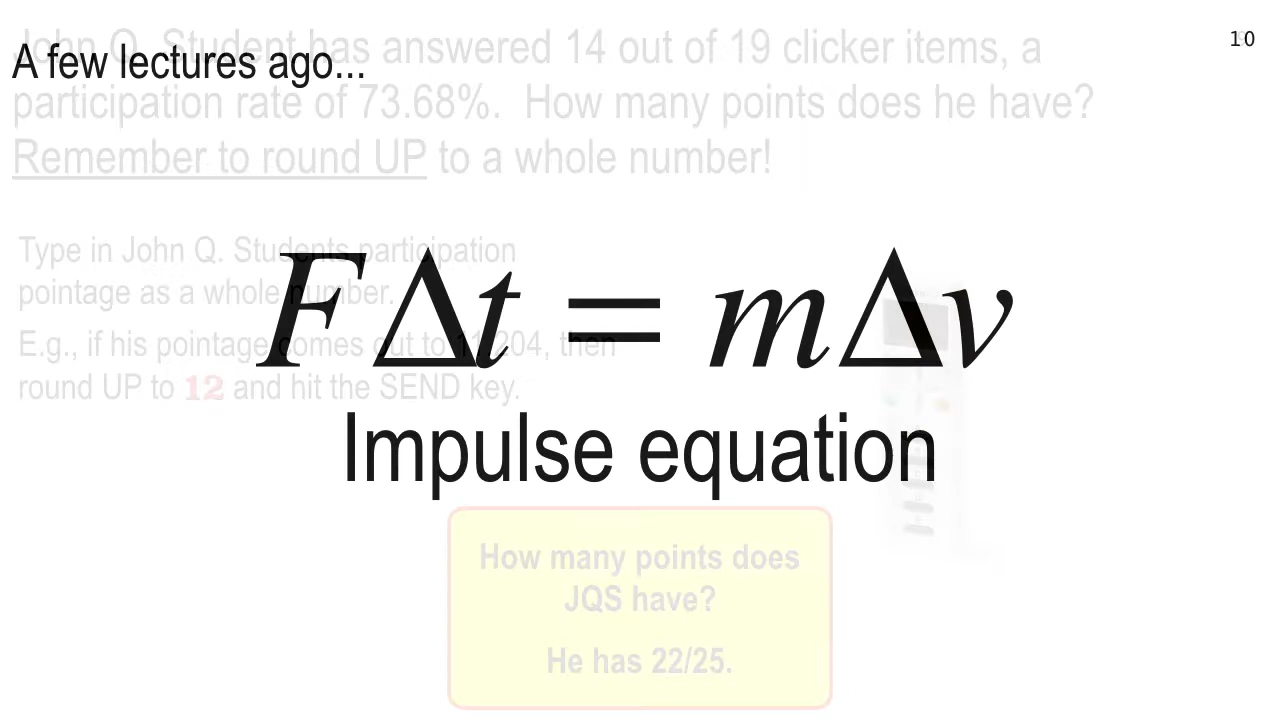 A few lectures ago...
10
John Q. Student has answered 14 out of 19 clicker items, a
participation rate of 73.68%. How many points does he have?
Remember to round UP to a whole number!
Type in John Q. Students participation
pointage as a whole number.
E.g., if his pointage comes out to 11.204, then
round UP to 12 and hit the SEND key.
FΔt = mΔv
Impulse equation
How many points does
JQS have?
He has 22/25.